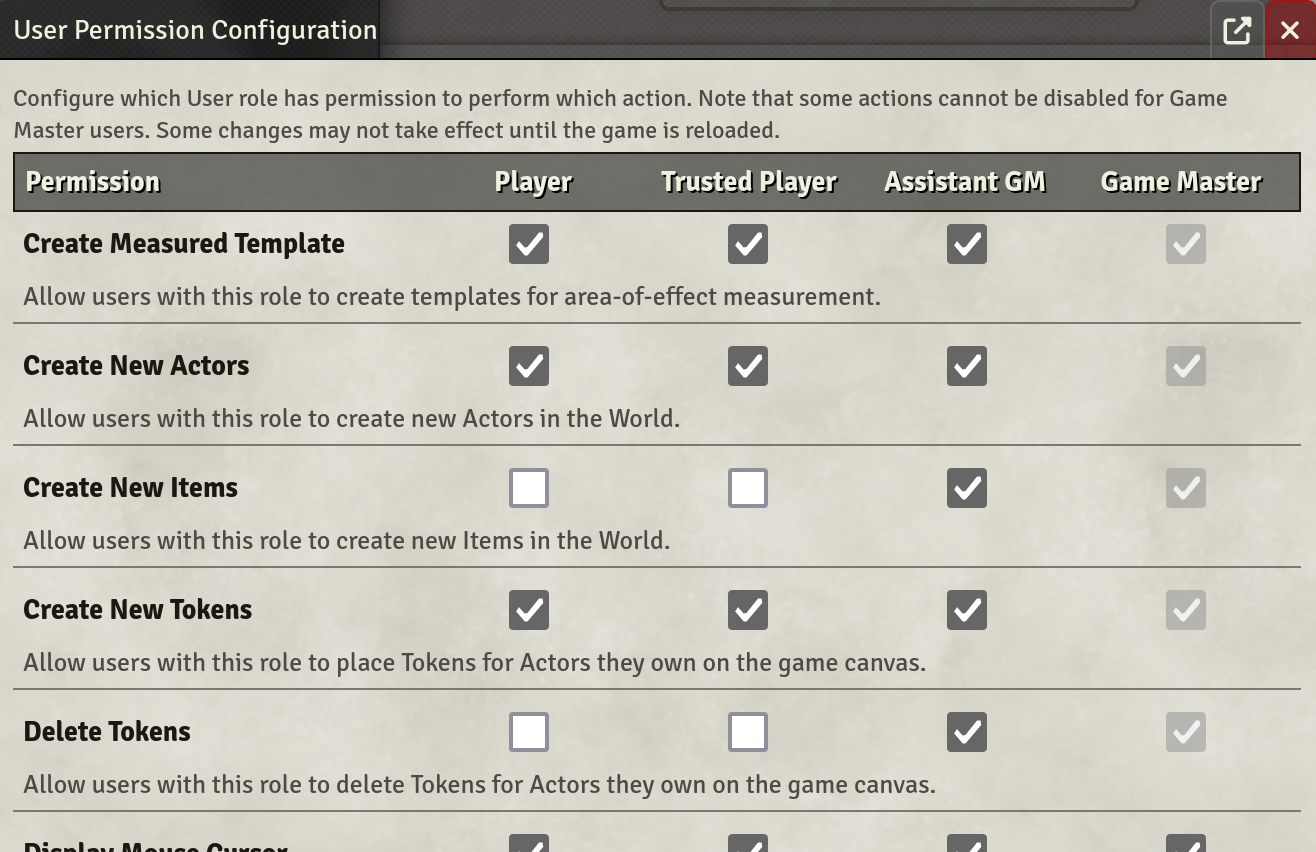 User Permission Configuration
Configure which User role has permission to perform which action. Note that some actions cannot be disabled for Game
Master users. Some changes may not take effect until the game is reloaded.
Permission Player Trusted Player Assistant GM Game Master
Create Measured Template
Allow users with this role to create templates for area-of-effect measurement.
Create New Actors
Allow users with this role to create new Actors in the World.
Create New Items
Allow users with this role to create new Items in the World.
Create New Tokens
Allow users with this role to place Tokens for Actors they own on the game canvas.
Delete Tokens
Allow users with this role to delete Tokens for Actors they own on the game canvas.
Display Mouse Cursor